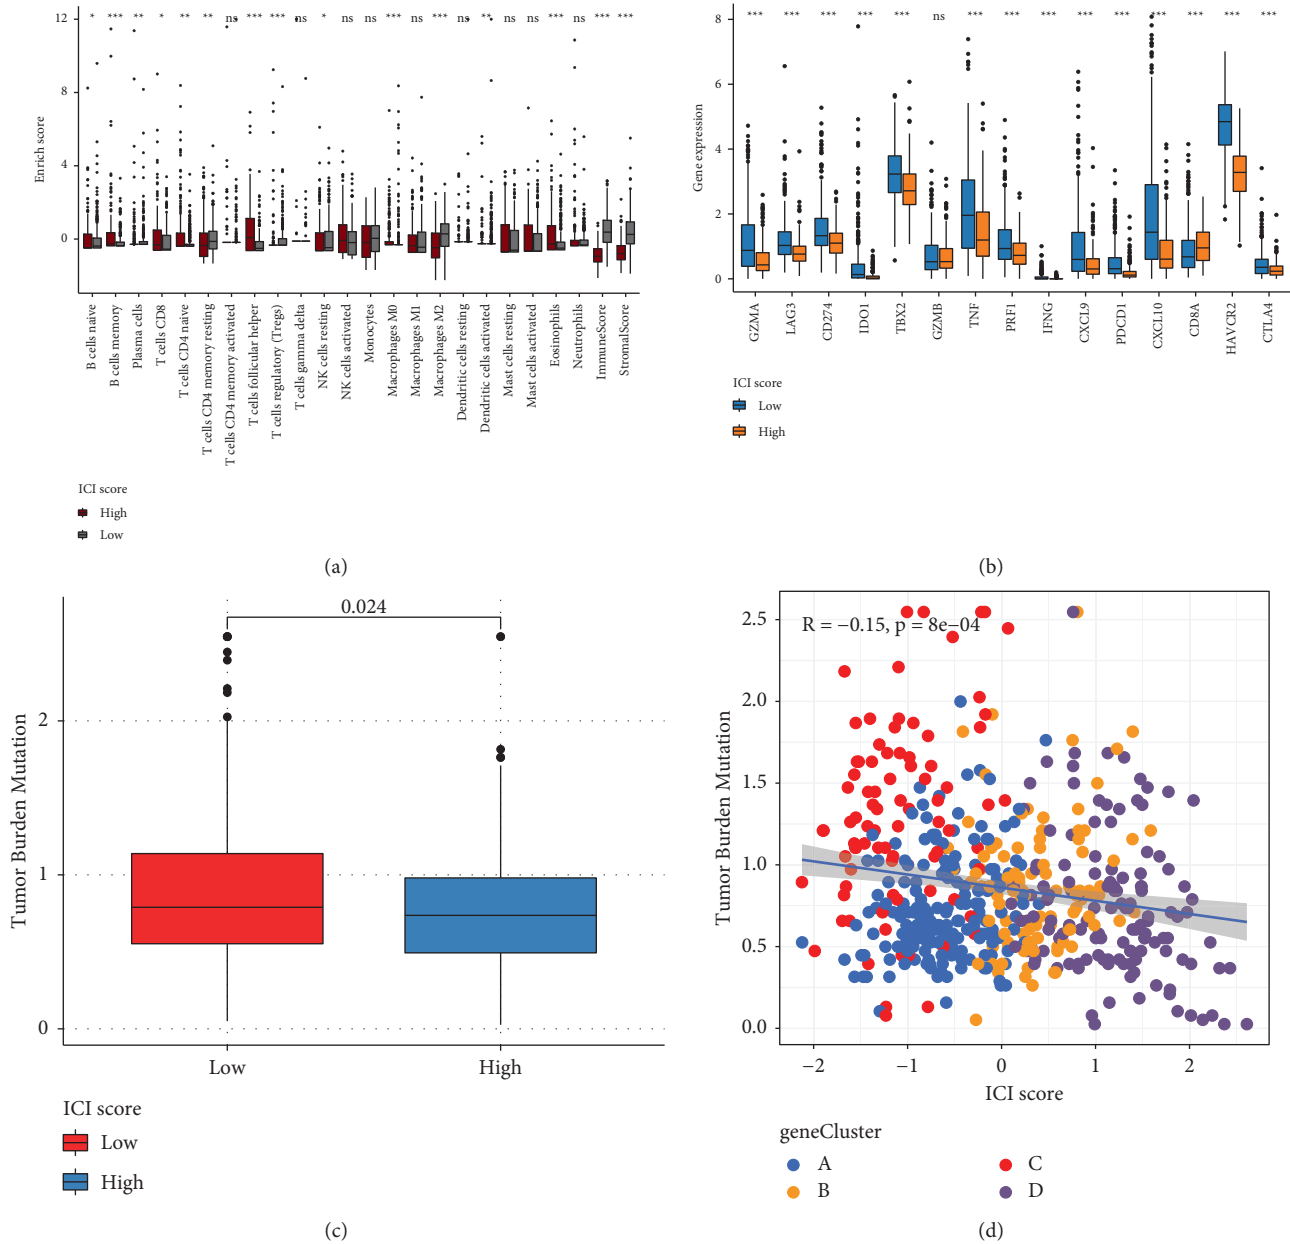 12
8
4
0
Enrich score
* *** ** * ** ** ns *** *** ns * ns ns *** ns *** ns ** ns ns *** ns *** ***
B cells naive
B cells memory
Plasma cells
T cells CD8
T cells CD4 naive
T cells CD4 memory resting
T cells CD4 memory activated
T cells follicular helper
T cells regulatory (Tregs)
T cells gamma delta
NK cells resting
NK cells activated
Monocytes
Macrophages M0
Macrophages M1
Macrophages M2
Dendritic cells resting
Dendritic cells activated
Mast cells resting
Mast cells activated
Eosinophils
Neutrophils
ImmuneScore
StromalScore
ICI score
High
Low
(a)
8
6
4
2
0
Gene expression
*** *** *** *** *** ns *** *** *** *** *** *** *** *** ***
GZMA
LAG3
CD274
IDO1
TBX2
GZMB
TNF
PRF1
IFNG
CXCL9
PDCD1
CXCL10
CD8A
HAVCR2
CTLA4
ICI score
Low
High
(b)
0.024
2
1
0
Tumor Burden Mutation
Low High
ICI score
Low
High
(c)
R = −0.15, p = 8e−04
2.5
2.0
1.5
1.0
0.5
0.0
Tumor Burden Mutation
−2 −1 0 1 2
ICI score
geneCluster
A C
B D
(d)